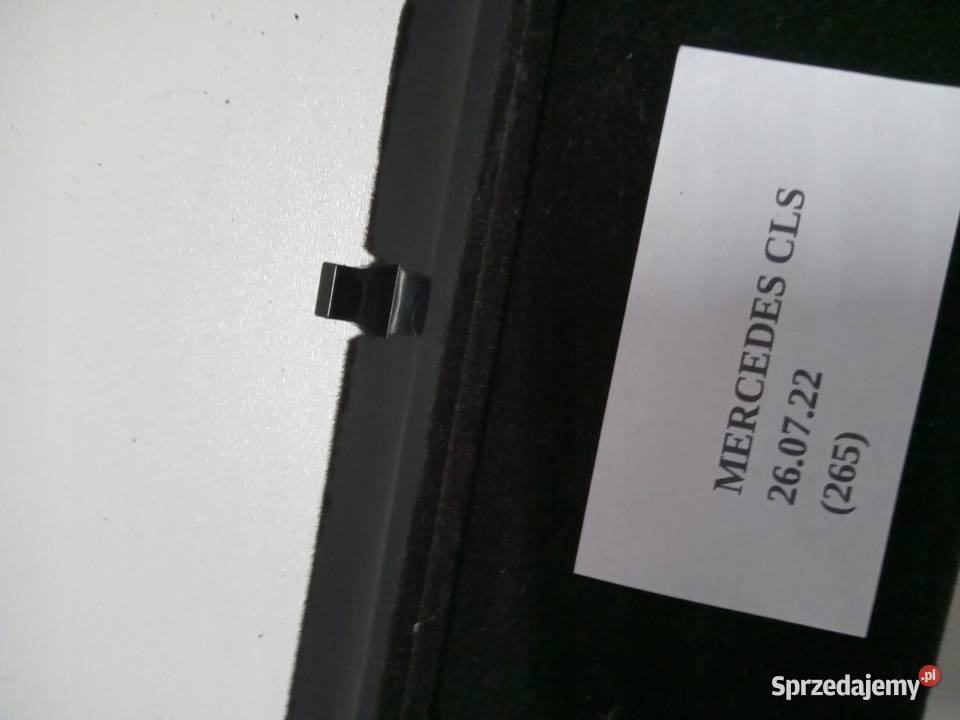 MERCEDES CLS
26.07.22
(265)
Sprzedajemy.pl